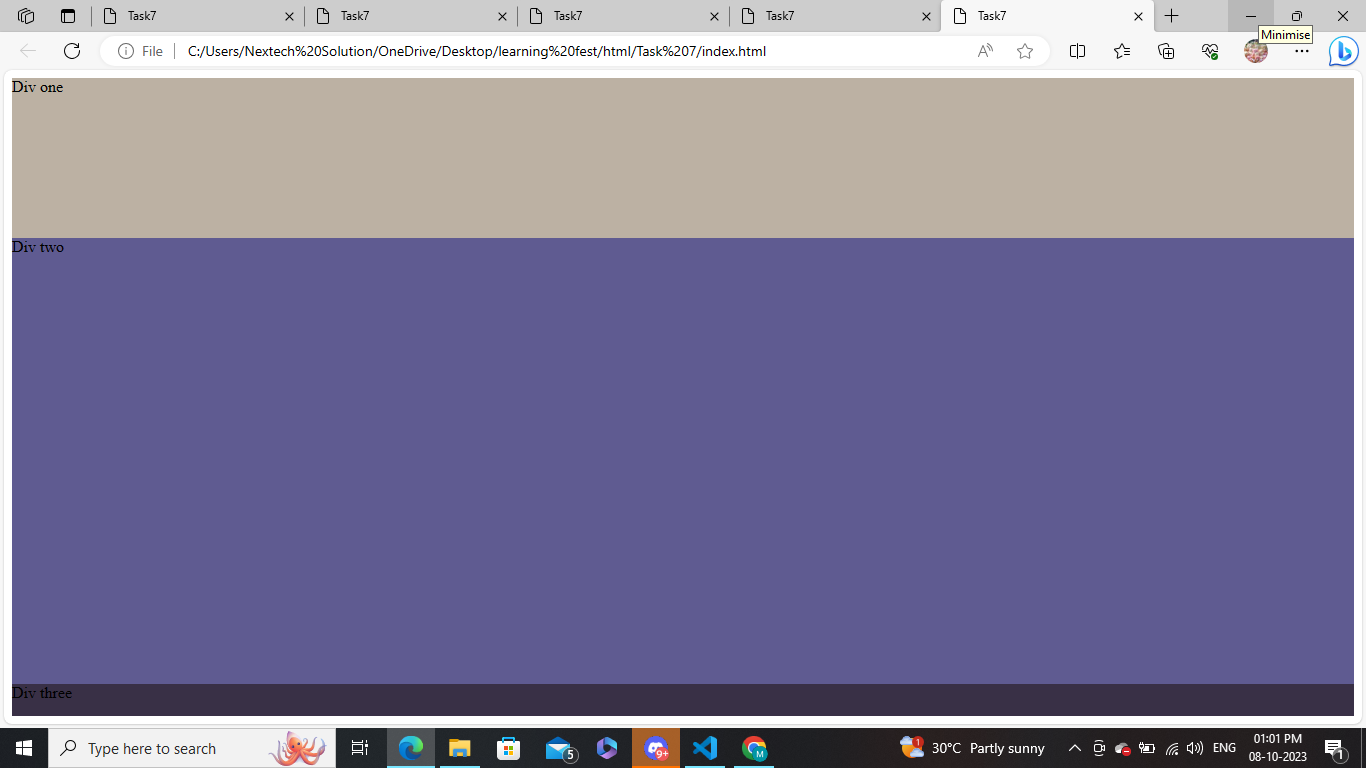 Task7
Task7
Task7
Task7
Task7
Minimise
File
C:/Users/Nextech%20Solution/OneDrive/Desktop/learning%20fest/html/Task%207/index.html
Div one
Div two
Div three
Type here to search
5
9+
M
1
30°C Partly sunny
ENG
01:01 PM
08-10-2023
1